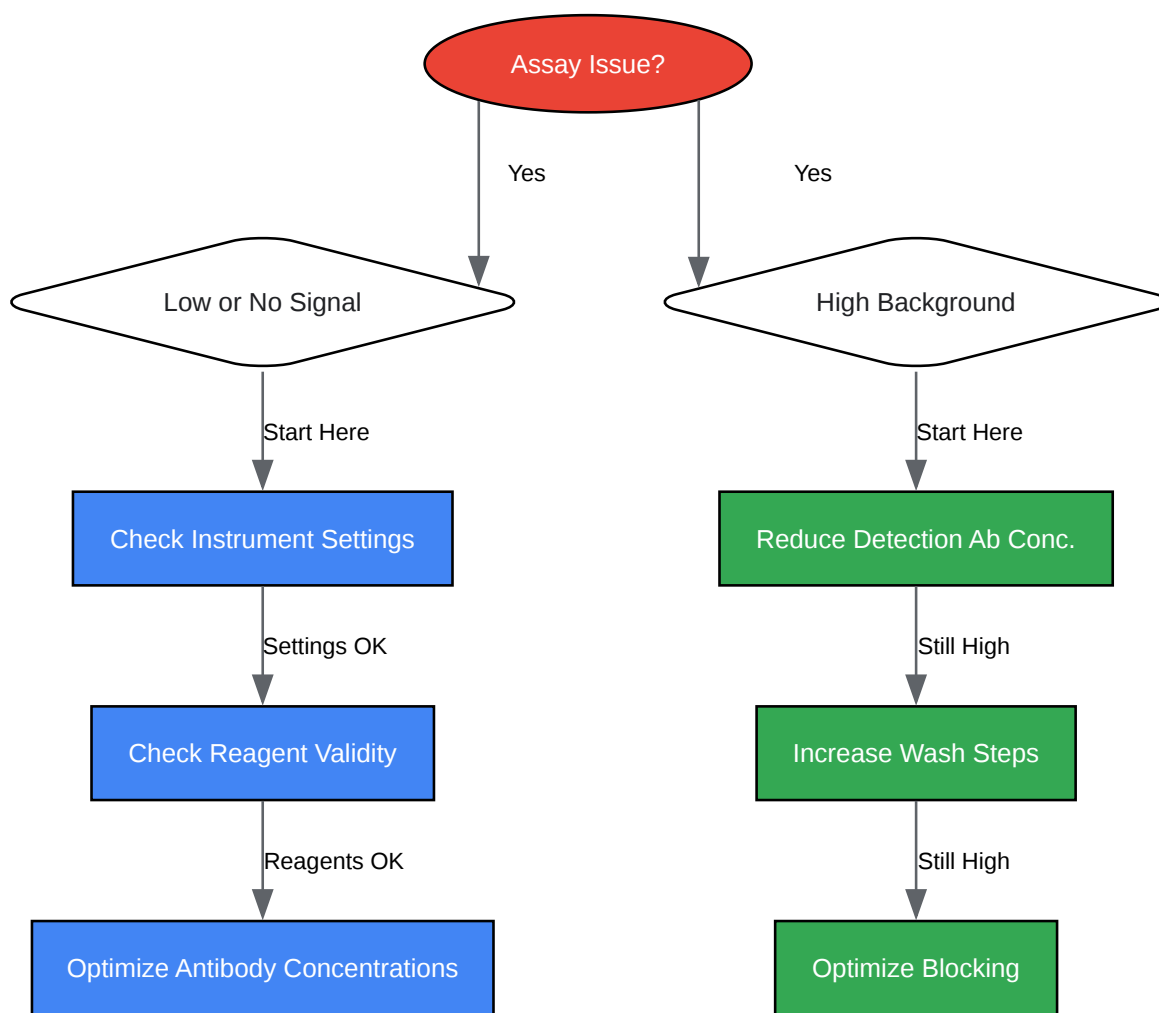 Assay Issue?
Yes
Yes
Low or No Signal
High Background
Start Here
Start Here
Check Instrument Settings
Reduce Detection Ab Conc.
Settings OK
Still High
Check Reagent Validity
Increase Wash Steps
Reagents OK
Still High
Optimize Antibody Concentrations
Optimize Blocking